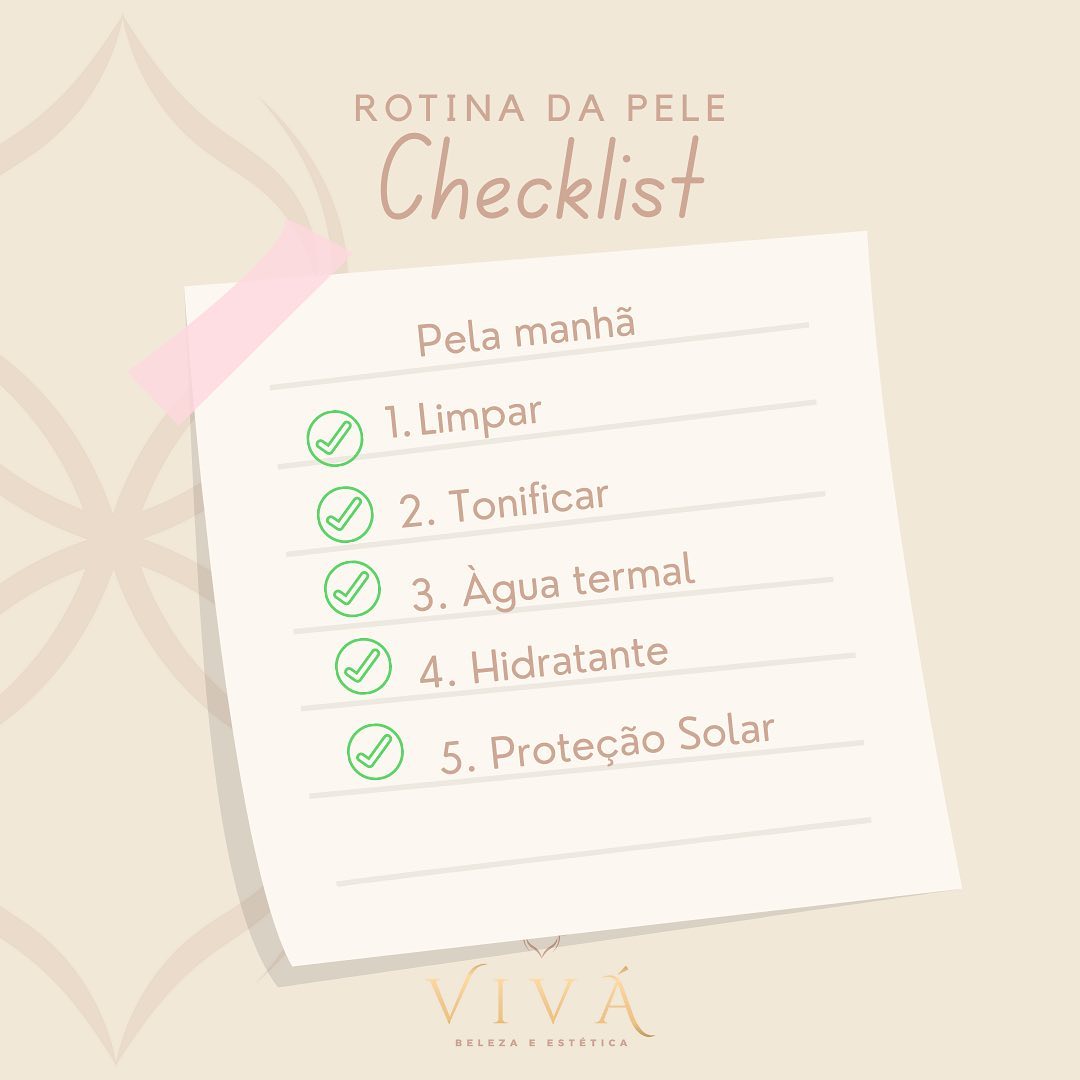 ROTINA DA PELE
Checklist
Pela manhã
1. Limpar
2. Tonificar
3. Àgua termal
4. Hidratante
5. Proteção Solar
VIVÁ
BELEZA E ESTÉTICA